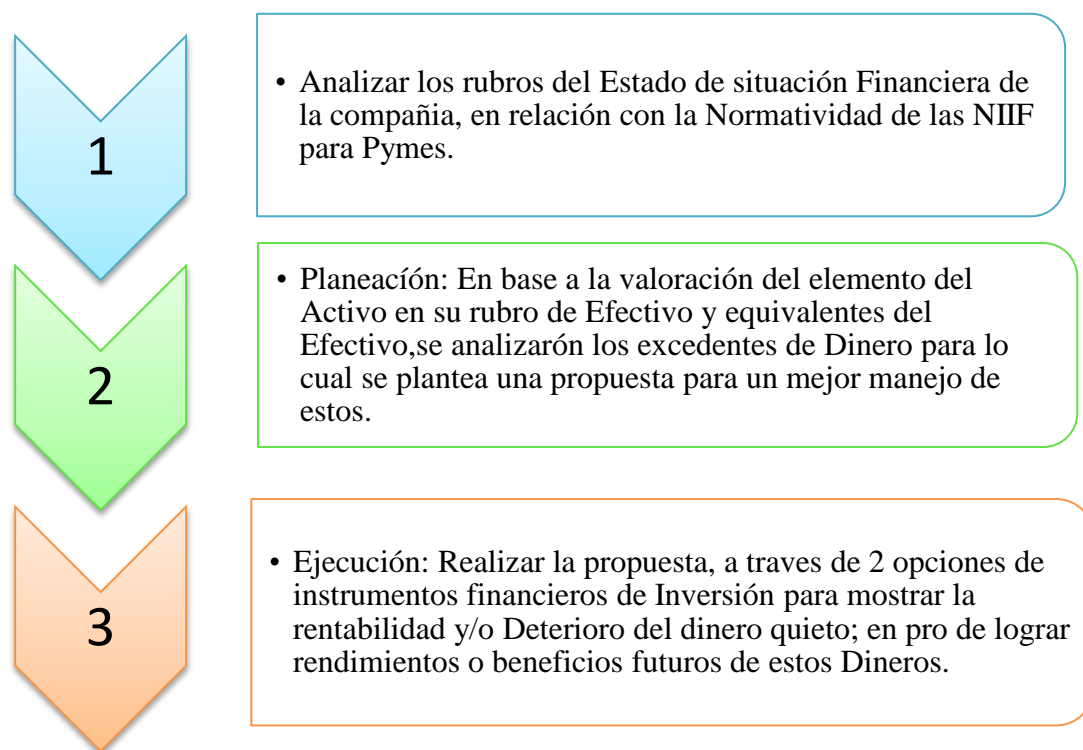 1
• Analizar los rubros del Estado de situación Financiera de
la compañia, en relación con la Normatividad de las NIIF
para Pymes.
2
• Planeacíón: En base a la valoración del elemento del
Activo en su rubro de Efectivo y equivalentes del
Efectivo,se analizarón los excedentes de Dinero para lo
cual se plantea una propuesta para un mejor manejo de
estos.
3
• Ejecución: Realizar la propuesta, a traves de 2 opciones de
instrumentos financieros de Inversión para mostrar la
rentabilidad y/o Deterioro del dinero quieto; en pro de lograr
rendimientos o beneficios futuros de estos Dineros.